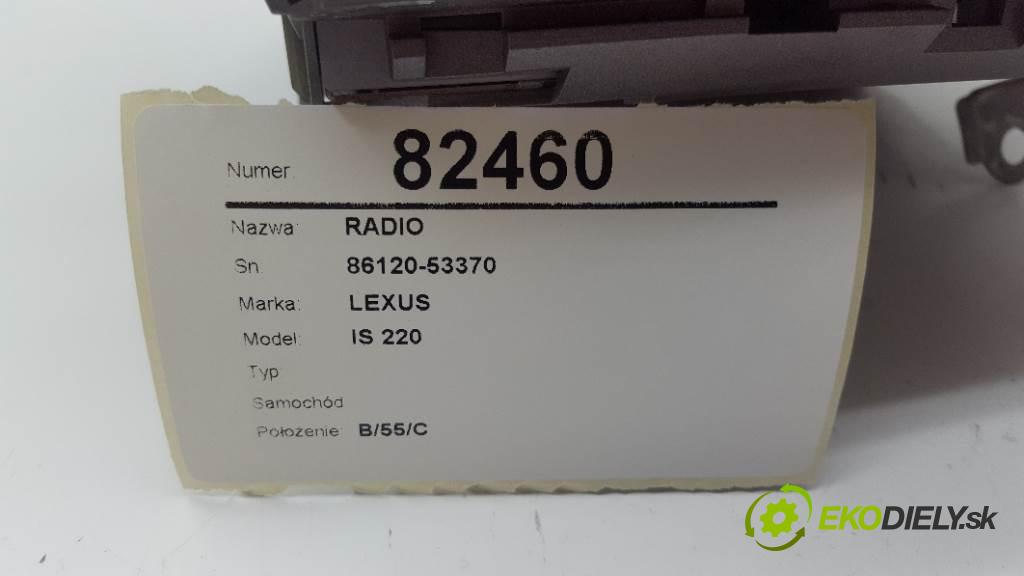 Numer: 82460
Nazwa: RADIO
Sn: 86120-53370
Marka: LEXUS
Model: IS 220
Typ:
Samochód
Położenie: B/55/C
EKODIELY.sk